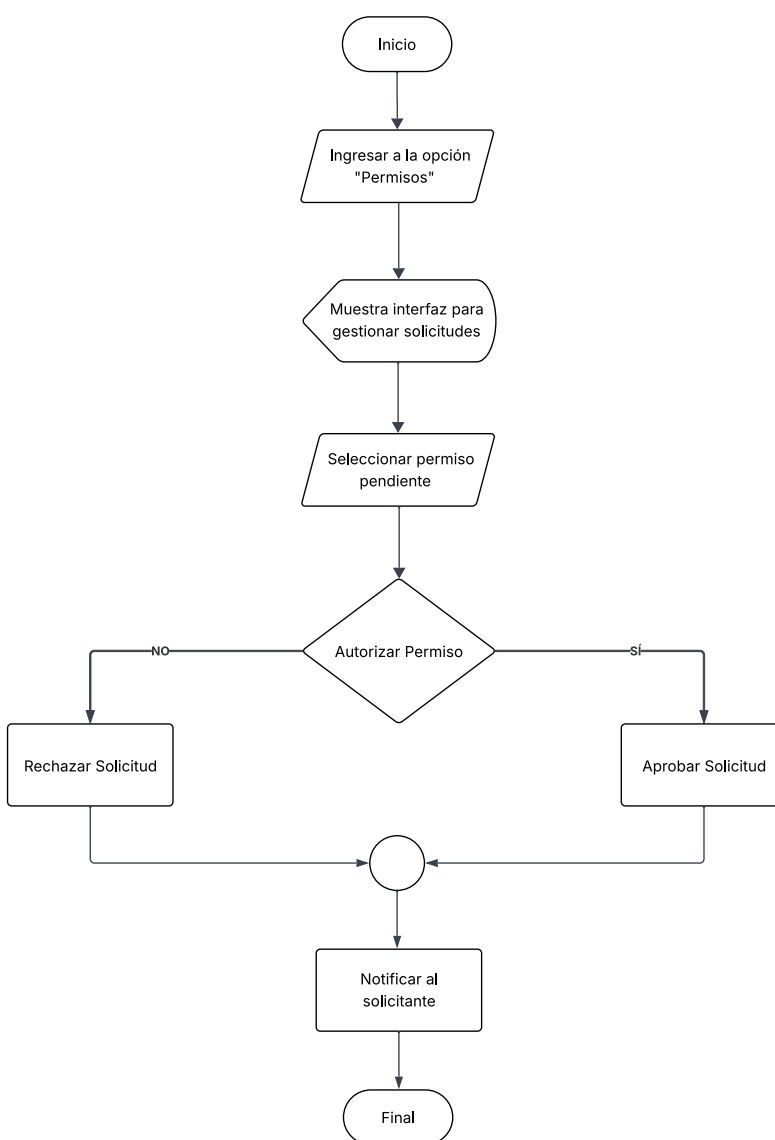 Inicio
Ingresar a la opción
"Permisos"
Muestra interfaz para
gestionar solicitudes
Seleccionar permiso
pendiente
Autorizar Permiso
NO
SÍ
Rechazar Solicitud
Aprobar Solicitud
Notificar al
solicitante
Final